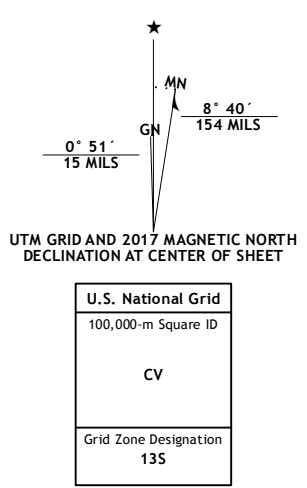 MN
8° 40´
154 MILS
GN
0° 51´
15 MILS
UTM GRID AND 2017 MAGNETIC NORTH
DECLINATION AT CENTER OF SHEET
U.S. National Grid
100,000-m Square ID
CV
Grid Zone Designation
13S